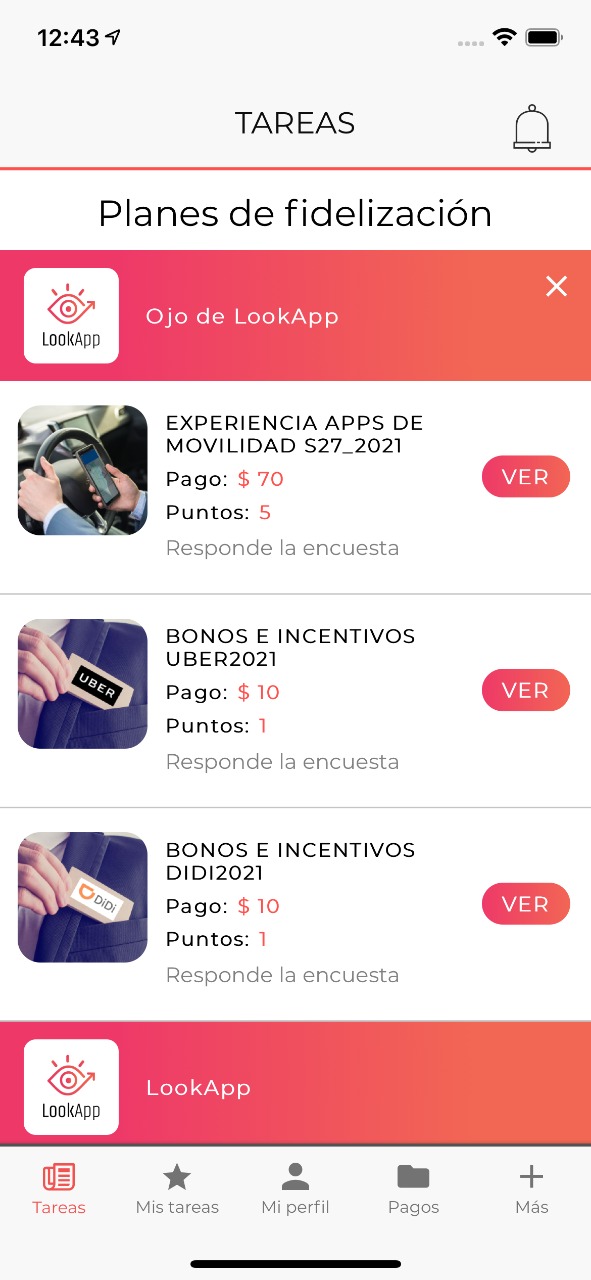 12:43
TAREAS
Planes de fidelización
LookApp
Ojo de LookApp
EXPERIENCIA APPS DE
MOVILIDAD S27_2021
Pago: $ 70
Puntos: 5
Responde la encuesta
VER
UBER
BONOS E INCENTIVOS
UBER2021
Pago: $ 10
Puntos: 1
Responde la encuesta
VER
DiDi
BONOS E INCENTIVOS
DIDI2021
Pago: $ 10
Puntos: 1
Responde la encuesta
VER
LookApp
LookApp
Tareas
Mis tareas
Mi perfil
Pagos
Más